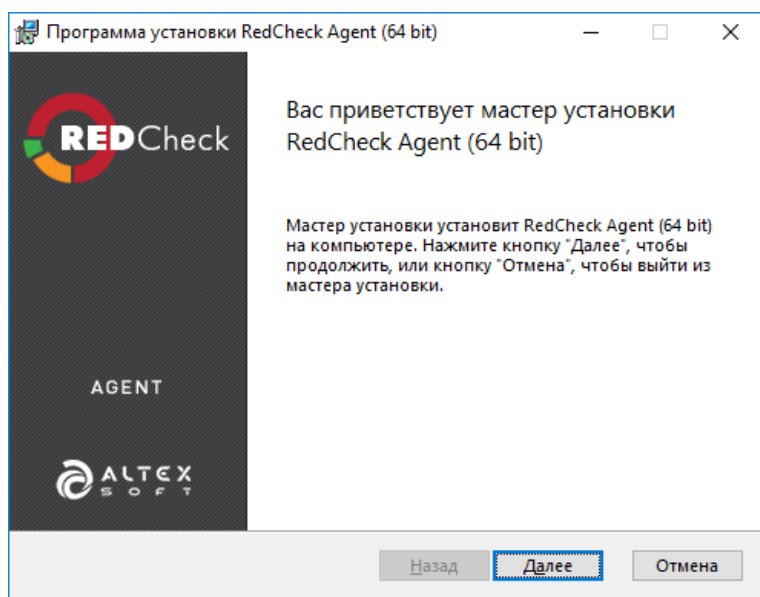 Программа установки RedCheck Agent (64 bit)
REDCheck
Вас приветствует мастер установки
RedCheck Agent (64 bit)
Мастер установки установит RedCheck Agent (64 bit)
на компьютере. Нажмите кнопку "Далее", чтобы
продолжить, или кнопку "Отмена", чтобы выйти из
мастера установки.
AGENT
ALTEX
SOFT
Назад Далее Отмена